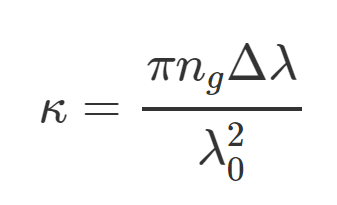 κ = πn_gΔλ / λ_0^2